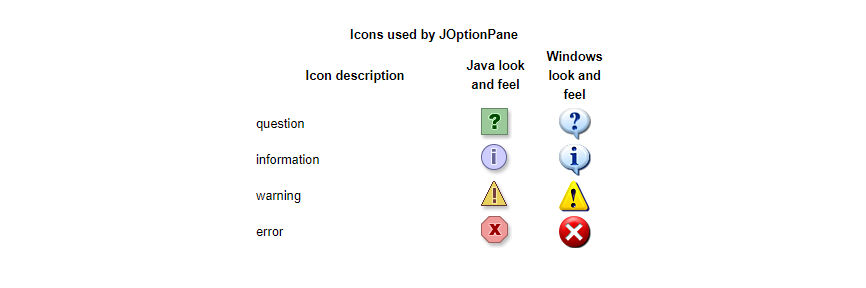 Icons used by JOptionPane
Icon description
Java look
and feel
Windows
look and
feel
question ? ?
information i i
warning ! !
error x x